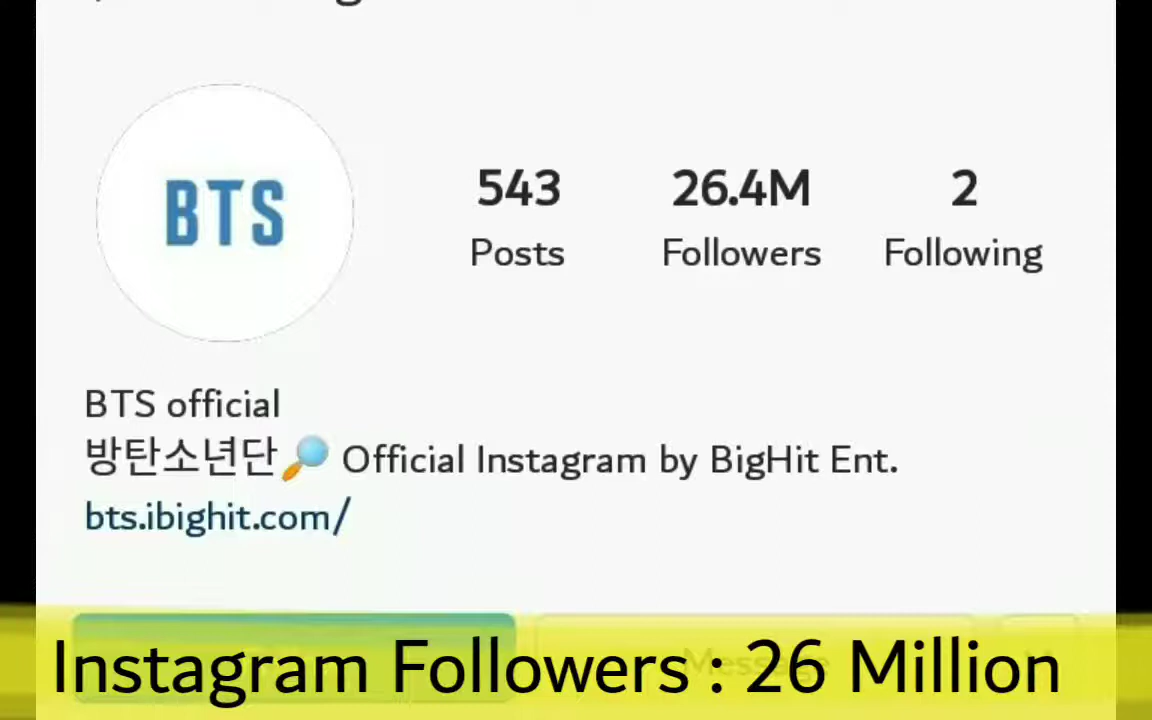 BTS
543 26.4M 2
Posts Followers Following
BTS official
방탄소년단🔎 Official Instagram by BigHit Ent.
bts.ibighit.com/
Message
Instagram Followers : 26 Million